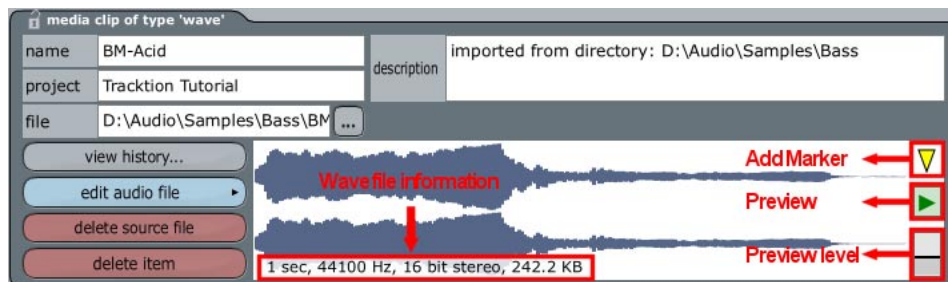 media clip of type 'wave'
name BM-Acid
description imported from directory: D:\Audio\Samples\Bass
project Tracktion Tutorial
file D:\Audio\Samples\Bass\BM ...
view history...
edit audio file
delete source file
delete item
Wave file information
Add Marker
Preview
Preview level
1 sec, 44100 Hz, 16 bit stereo, 242.2 KB